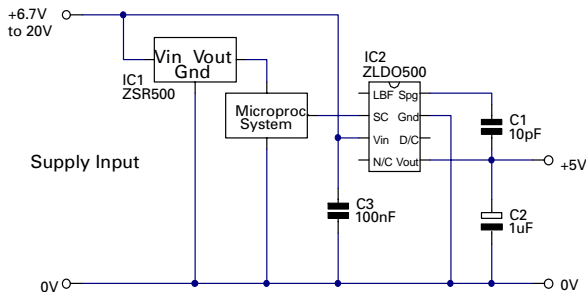 +6.7V
to 20V
Vin Vout
Gnd
IC1
ZSR500
Microproc
System
IC2
ZLDO500
LBF Spg
SC Gnd
Vin D/C
N/C Vout
C1
10pF
Supply Input
+5V
C3
100nF
C2
1uF
0V
0V